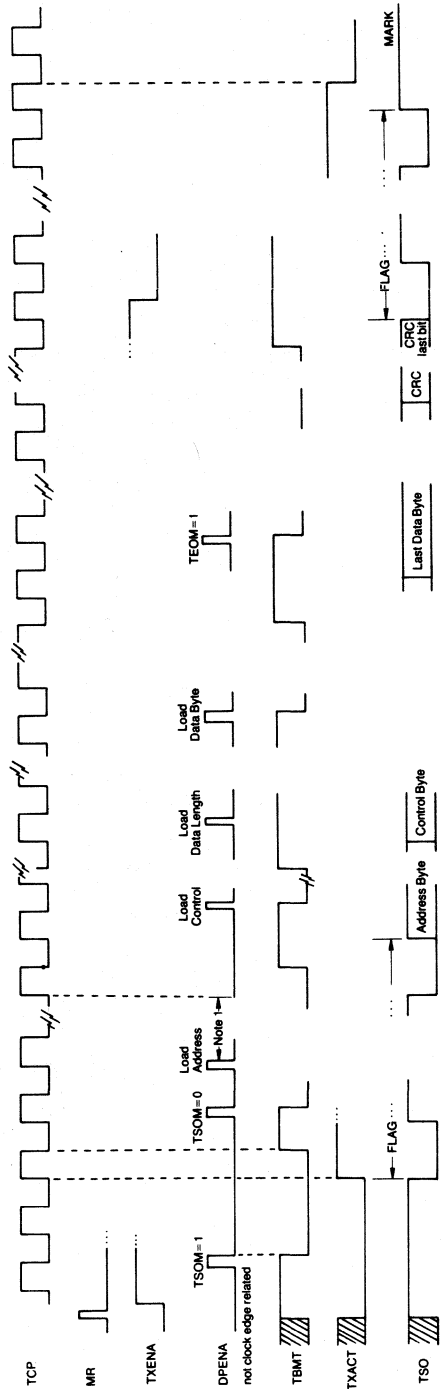 TCP
MR
TXENA
DPENA
not clock edge related
TSOM=1
TSOM=0
Load
Address
Note 1
Load
Control
Load
Data Length
Load
Data Byte
TEOM=1
TBMT
TXACT
TSO
FLAG
Address Byte
Control Byte
Last Data Byte
CRC
CRC
last bit
FLAG
MARK